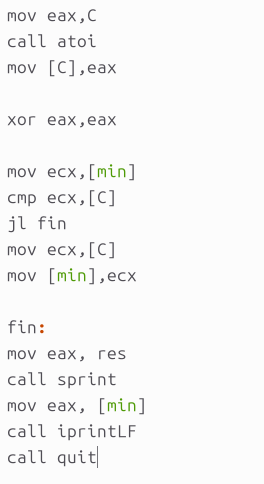 mov eax,C
call atoi
mov [C],eax
xor eax,eax
mov ecx,[min]
cmp ecx,[C]
jl fin
mov ecx,[C]
mov [min],ecx
fin:
mov eax, res
call sprint
mov eax, [min]
call iprintLF
call quit